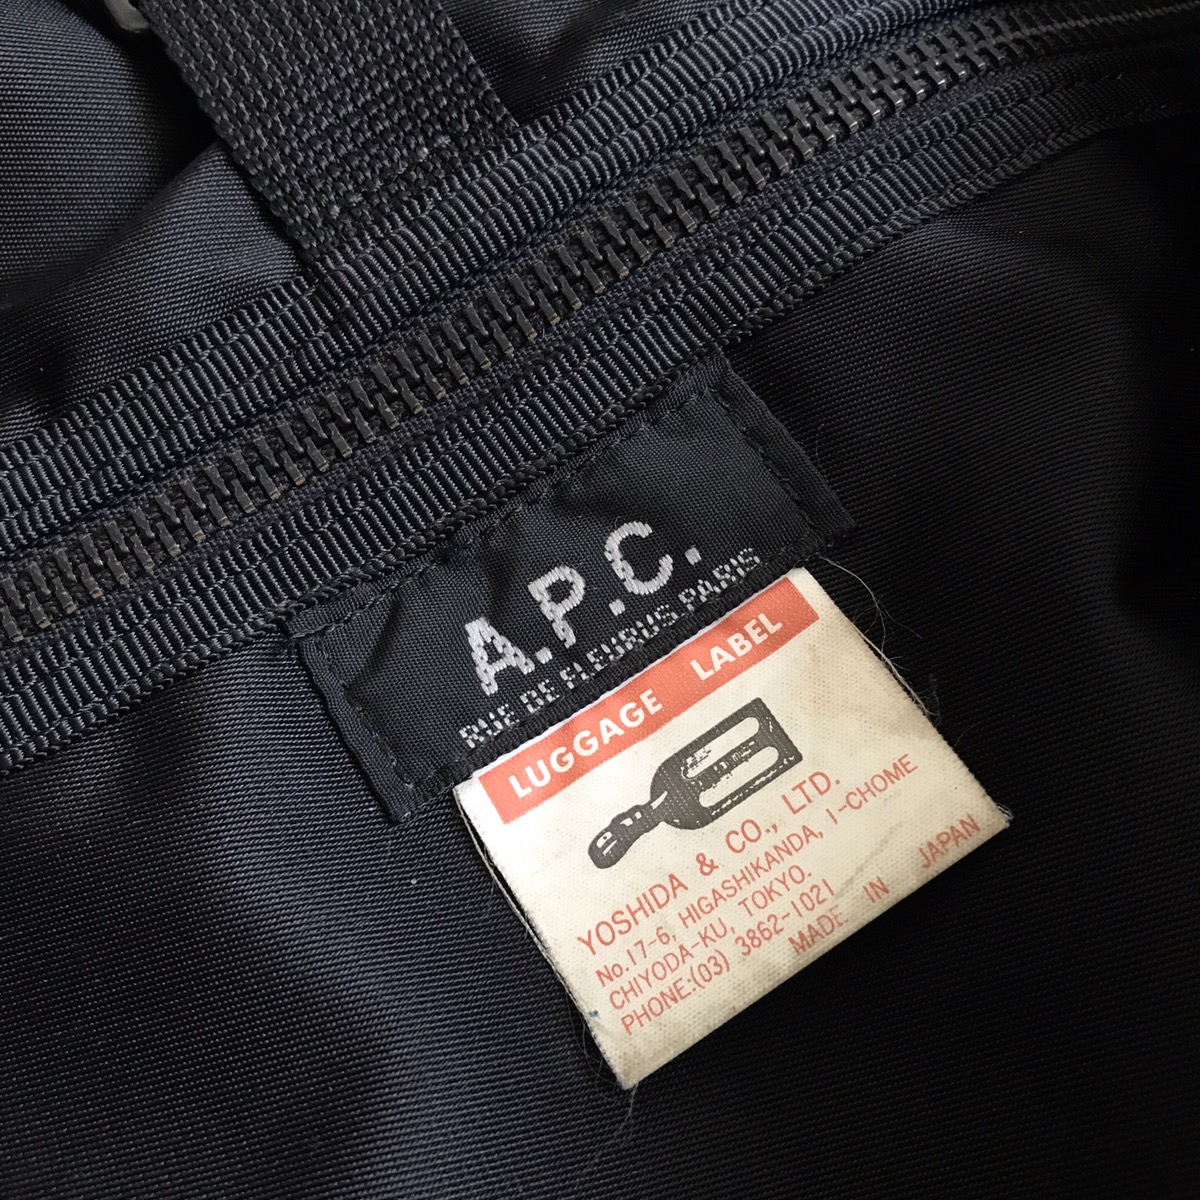 A.P.C.
RUE DE FLEURUS.PARIS
LUGGAGE LABEL
YOSHIDA & CO., LTD.
No.17-6, HIGASHIKANDA, 1-CHOME
CHIYODA-KU, TOKYO.
PHONE:(03) 3862-1021
MADE IN JAPAN